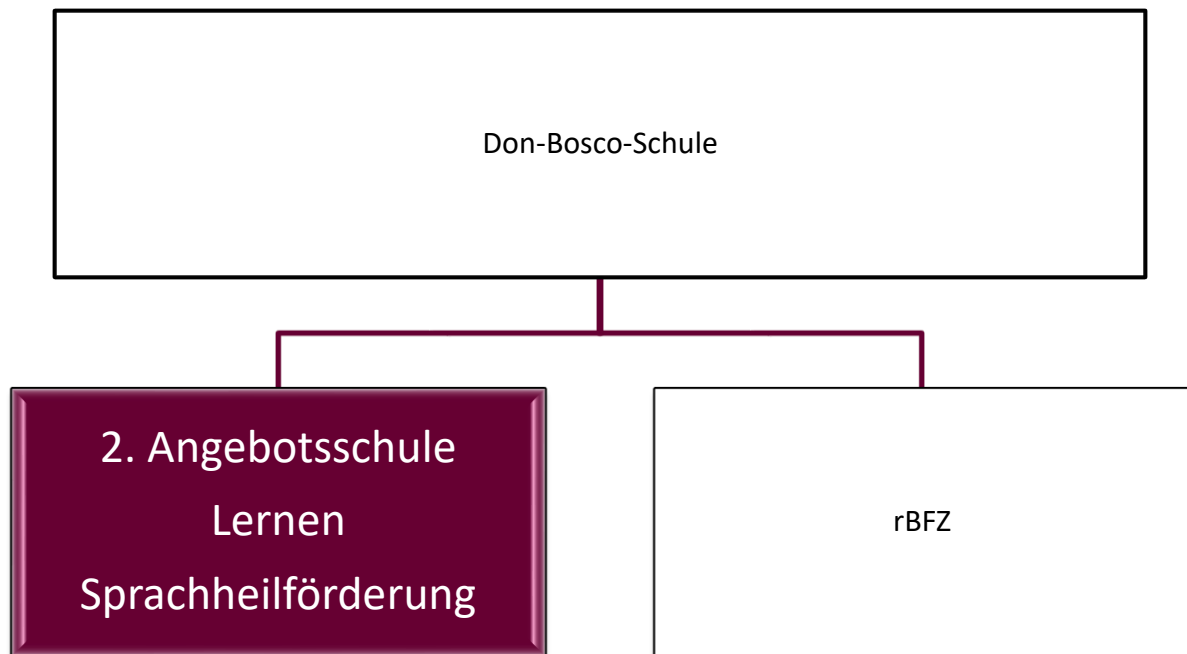 Don-Bosco-Schule
2. Angebotsschule
Lernen
Sprachheilförderung
rBFZ